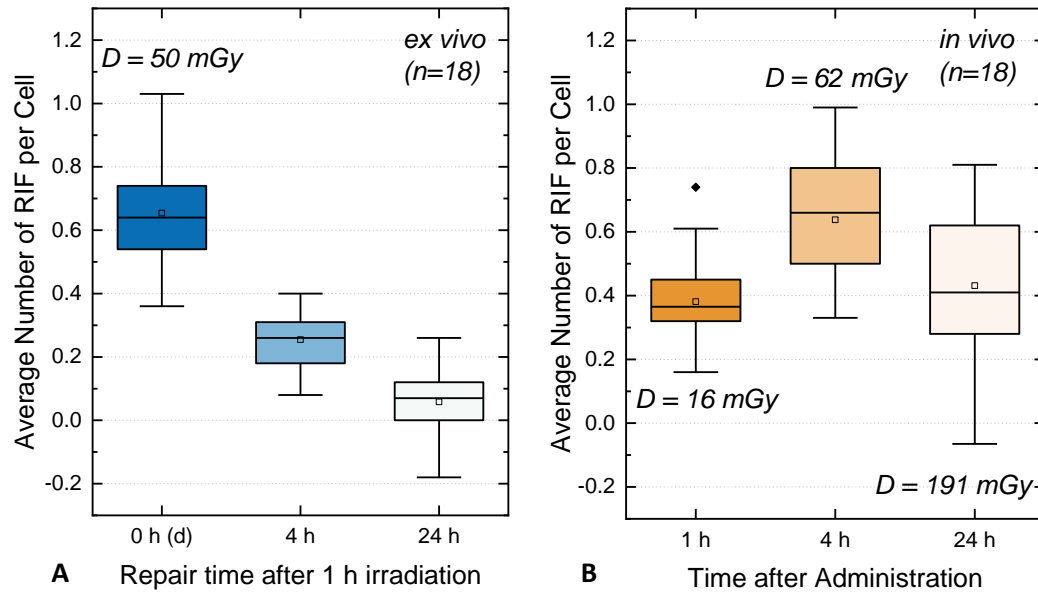 Average Number of RIF per Cell
1.2
1.0
0.8
0.6
0.4
0.2
0.0
-0.2
D = 50 mGy
ex vivo
(n=18)
0 h (d)
4 h
24 h
A
Repair time after 1 h irradiation
Average Number of RIF per Cell
1.2
1.0
0.8
0.6
0.4
0.2
0.0
-0.2
in vivo
(n=18)
D = 62 mGy
D = 16 mGy
D = 191 mGy
1 h
4 h
24 h
B
Time after Administration